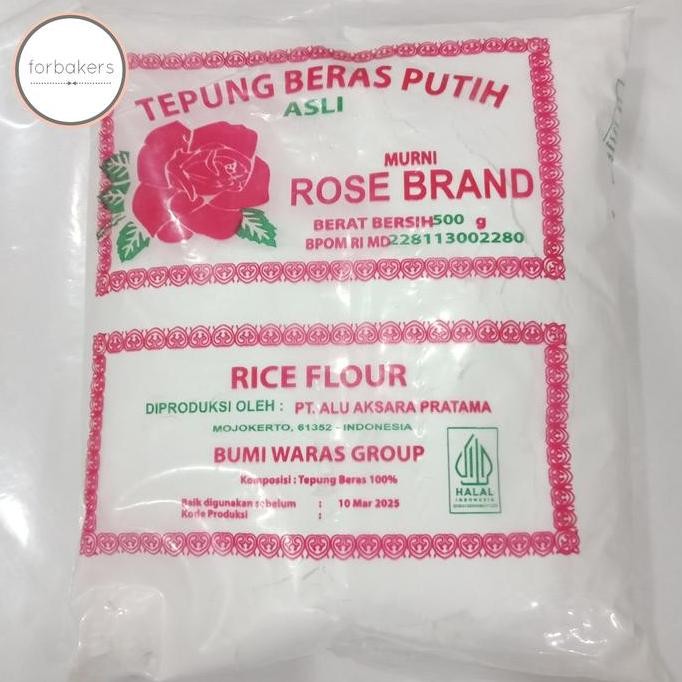 forbakers
TEPUNG BERAS PUTIH
ASLI
MURNI
ROSE BRAND
BERAT BERSIH 500 g
BPOM RI MD 228113002280
RICE FLOUR
DIPRODUKSI OLEH : PT. ALU AKSARA PRATAMA
MOJOKERTO, 61352 - INDONESIA
BUMI WARAS GROUP
Komposisi : Tepung Beras 100%
HALAL
INDONESIA
Baik digunakan sebelum : 10 Mar 2025
Kode Produksi :